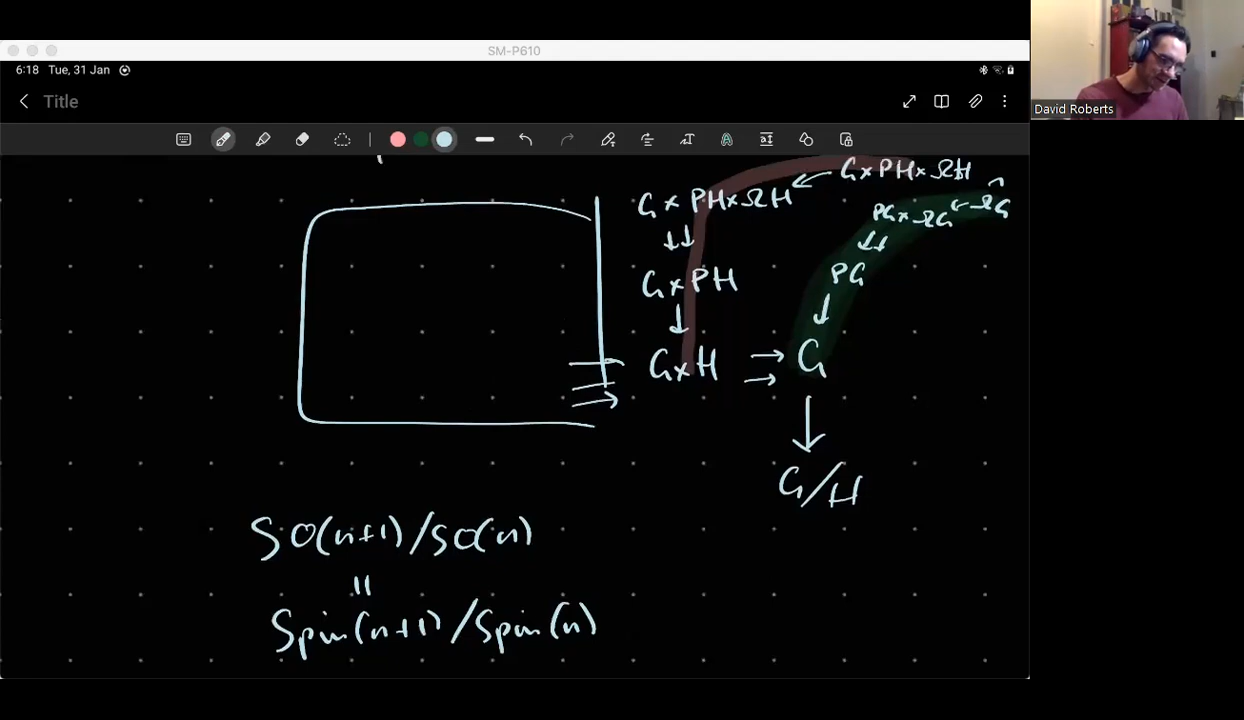 SM-P610
6:18 Tue, 31 Jan
David Roberts
Title
G×PH×ΩH
G×PH×ΩH
PG×ΩG ← Ω̂G
G×PH
PG
G×H
G
G/H
SO(n+1)/SO(n)
=
Spin(n+1)/Spin(n)